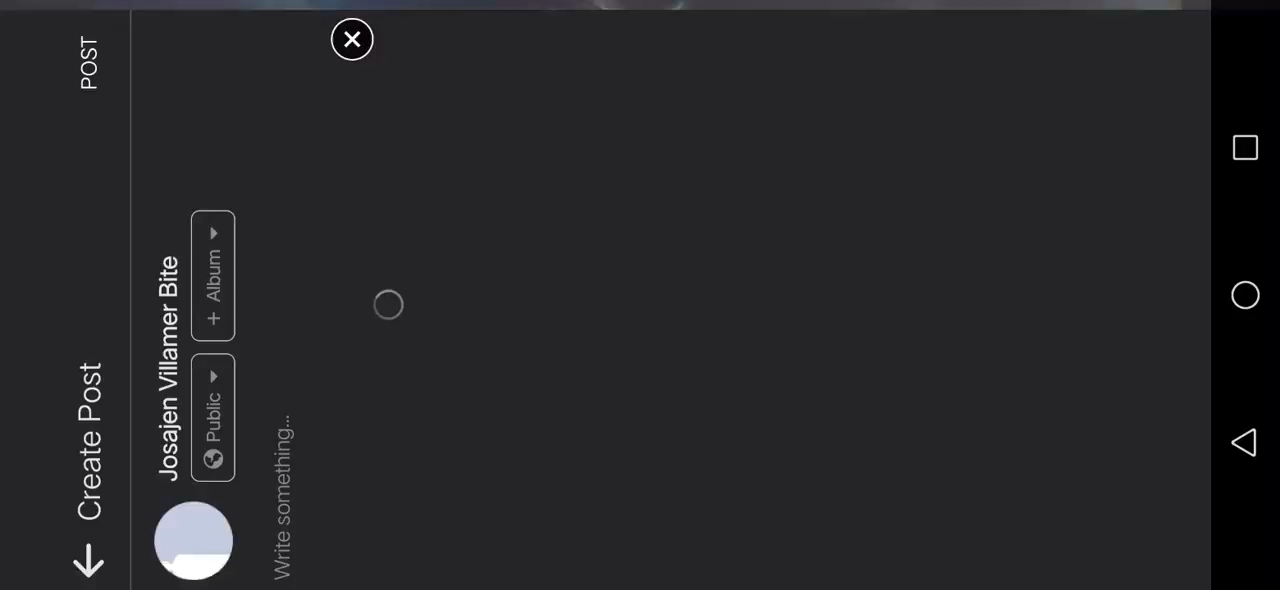 Create Post
POST
Josajen Villamer Bite
Public
+ Album
Write something...